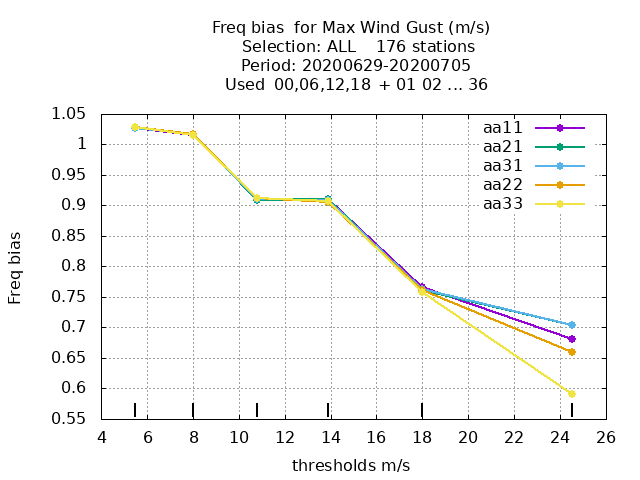 Freq bias  for Max Wind Gust (m/s)
Selection: ALL    176 stations
Period: 20200629-20200705
Used  00,06,12,18 + 01 02 ... 36
1.05
1
0.95
0.9
0.85
0.8
0.75
0.7
0.65
0.6
0.55
Freq bias
aa11
aa21
aa31
aa22
aa33
4 6 8 10 12 14 16 18 20 22 24 26
thresholds m/s